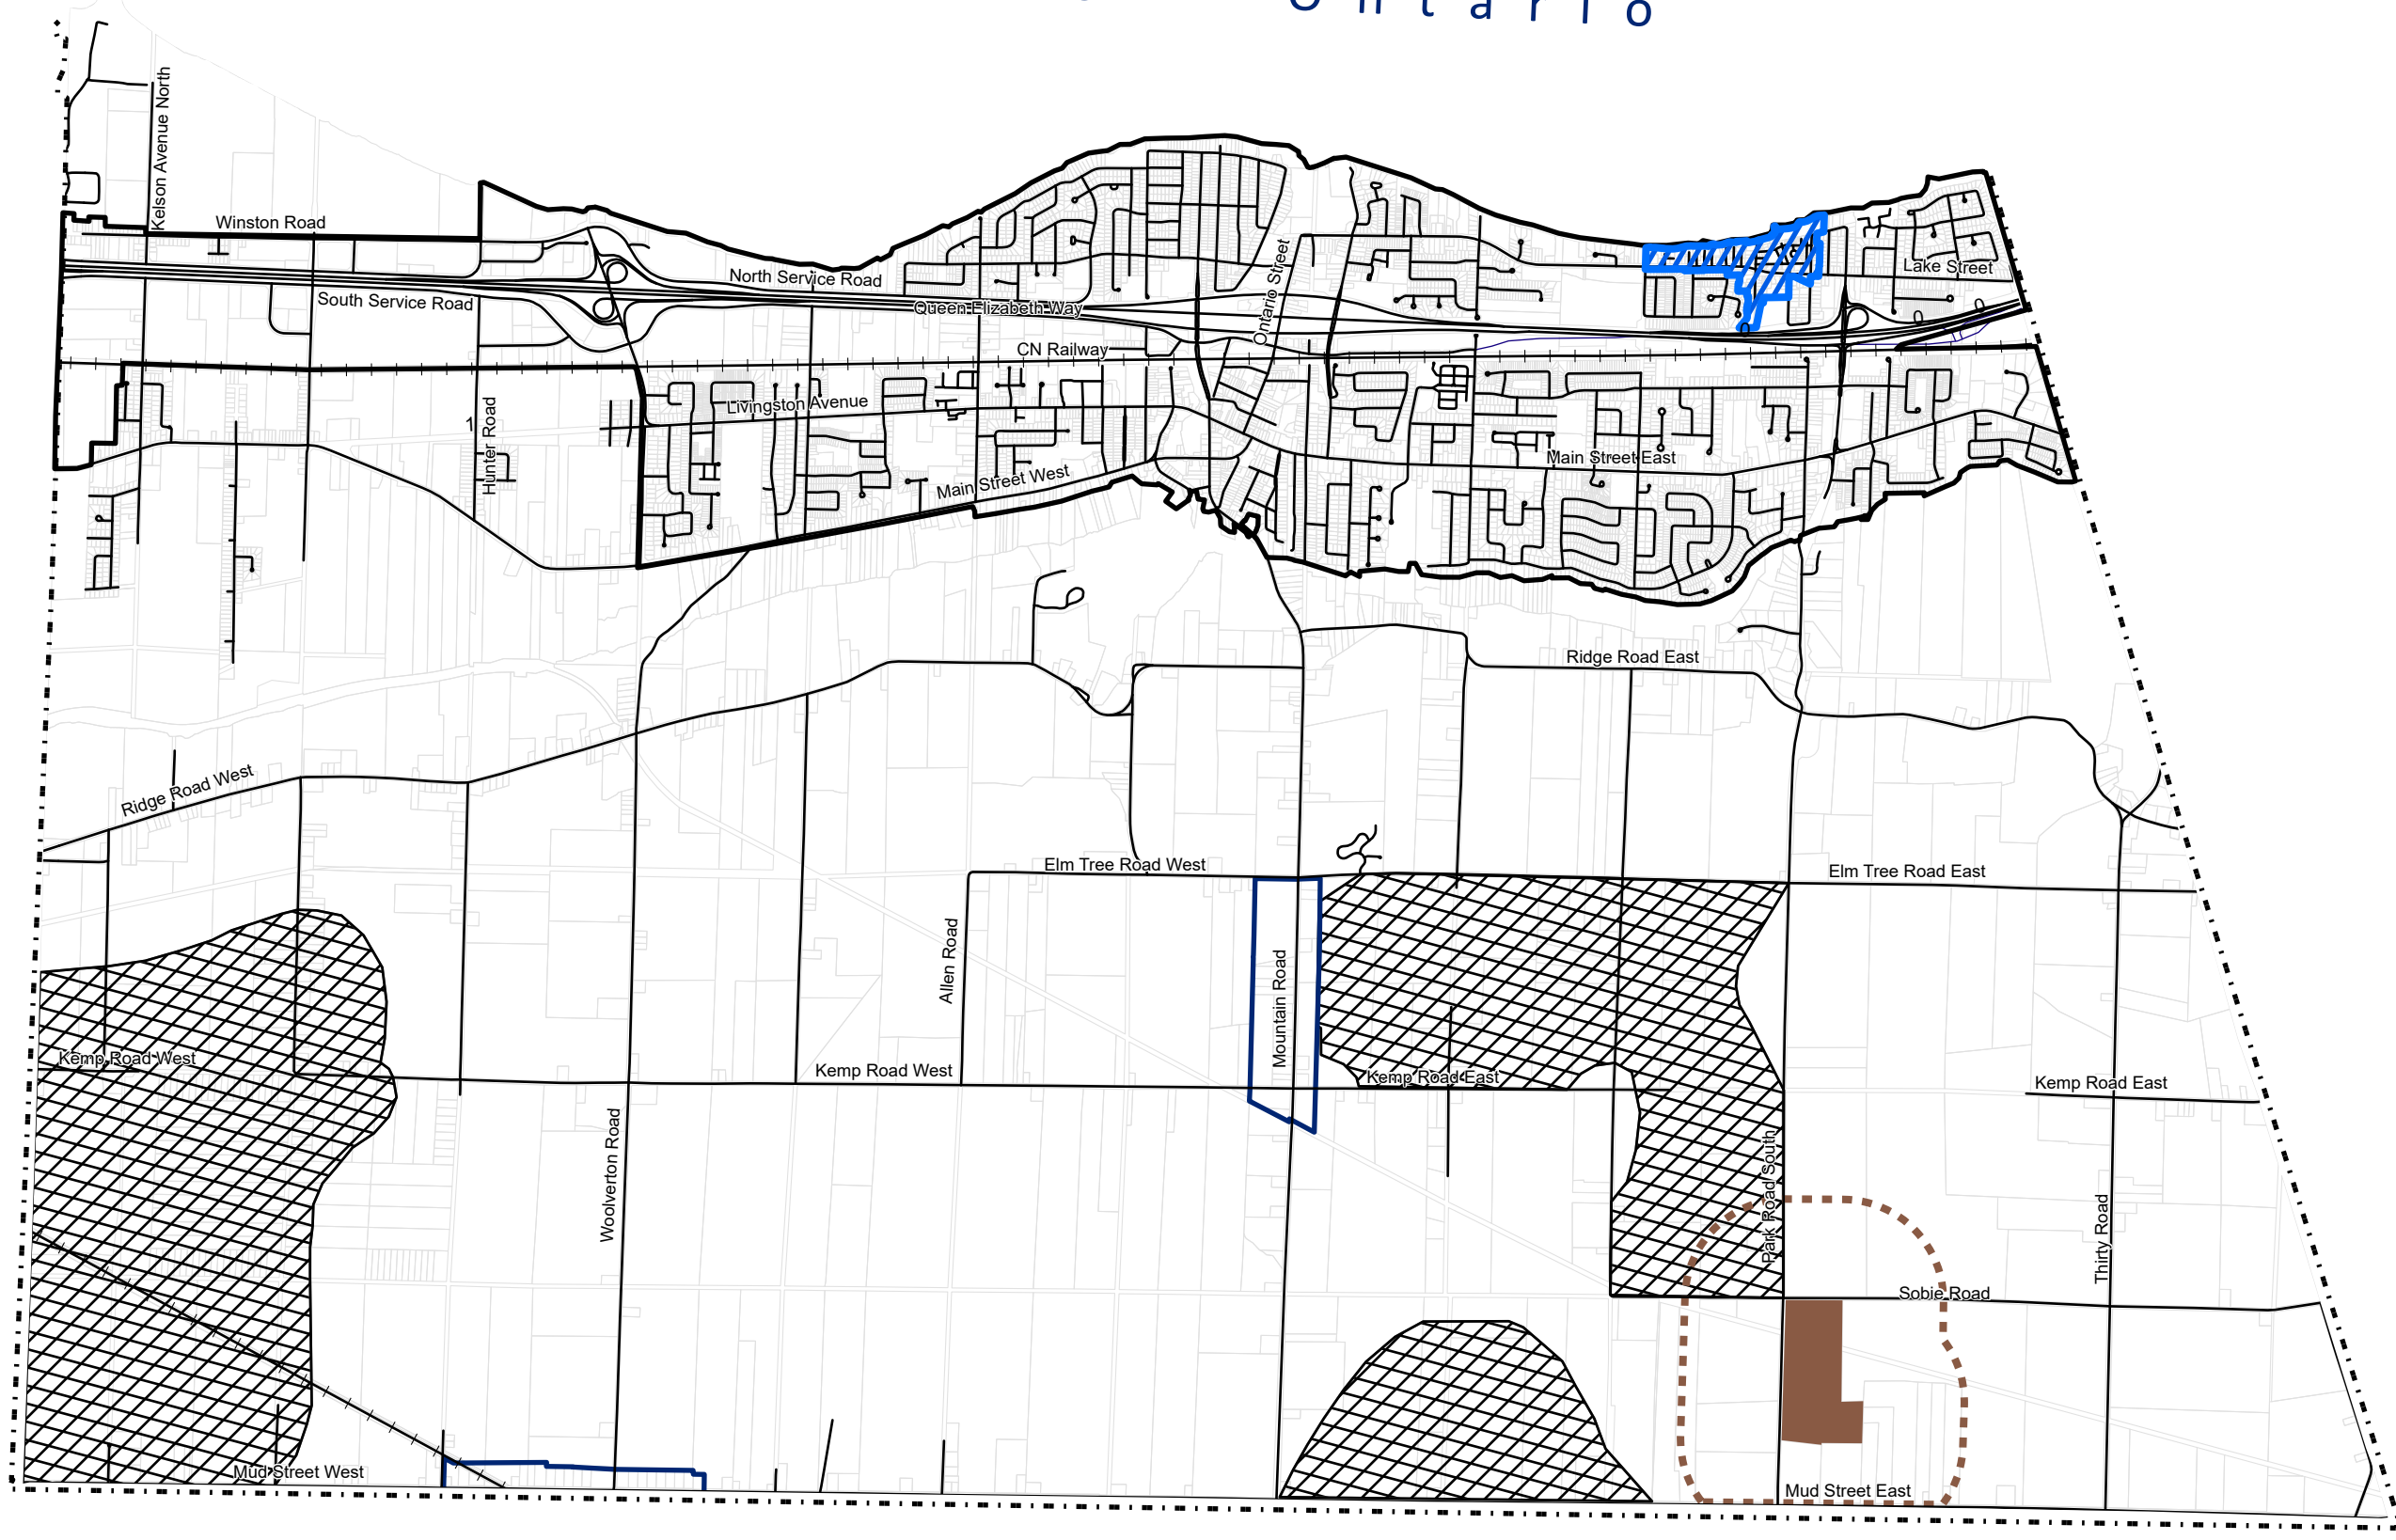 Ontario
Kelson Avenue North
Winston Road
North Service Road
South Service Road
Queen Elizabeth Way
Ontario Street
Lake Street
CN Railway
Livingston Avenue
Hunter Road
Main Street West
Main Street East
Ridge Road East
Ridge Road West
Elm Tree Road West
Elm Tree Road East
Allen Road
Mountain Road
Kemp Road West
Kemp Road West
Kemp Road East
Kemp Road East
Woolverton Road
Park Road South
Thirty Road
Sobie Road
Mud Street West
Mud Street East